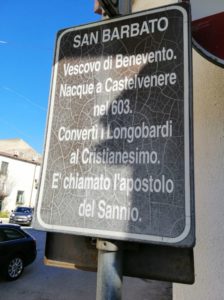 SAN BARBATO
Vescovo di Benevento.
Nacque a Castelvenere
nel 603.
Convertì i Longobardi
al Cristianesimo.
E' chiamato l'apostolo
del Sannio.